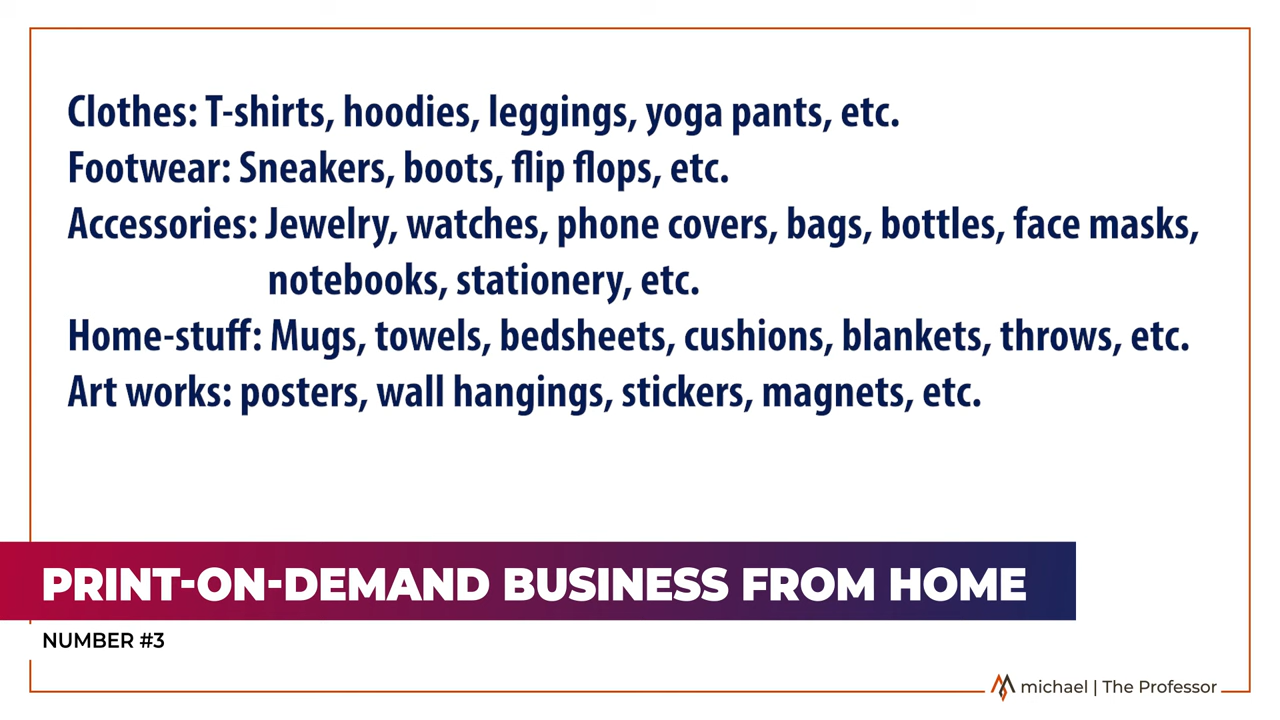 Clothes: T-shirts, hoodies, leggings, yoga pants, etc.
Footwear: Sneakers, boots, flip flops, etc.
Accessories: Jewelry, watches, phone covers, bags, bottles, face masks,
notebooks, stationery, etc.
Home-stuff: Mugs, towels, bedsheets, cushions, blankets, throws, etc.
Art works: posters, wall hangings, stickers, magnets, etc.
PRINT-ON-DEMAND BUSINESS FROM HOME
NUMBER #3
michael | The Professor